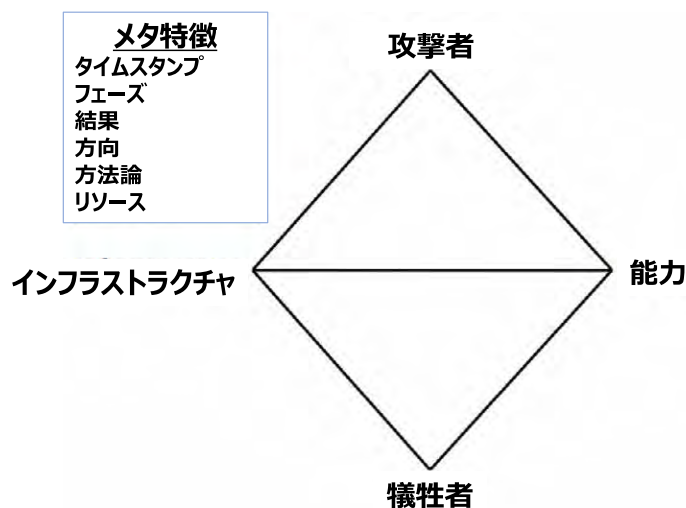 メタ特徴
タイムスタンプ
フェーズ
結果
方向
方法論
リソース
攻撃者
インフラストラクチャ
能力
犠牲者